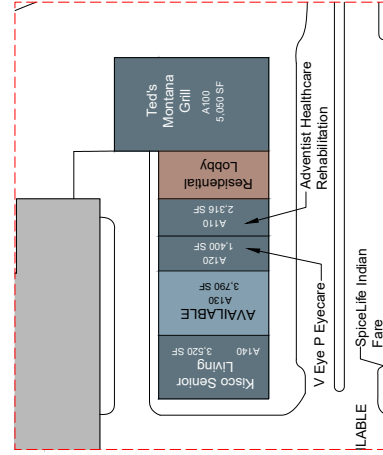 Ted's
Montana
Grill
A100
5,050 SF
Residential
Lobby
A110
2,316 SF
A120
1,400 SF
AVAILABLE
A130
3,790 SF
Kisco Senior
Living
A140
3,520 SF
Adventist Healthcare
Rehabilitation
V Eye P Eyecare
SpiceLife Indian
Fare
ILABLE